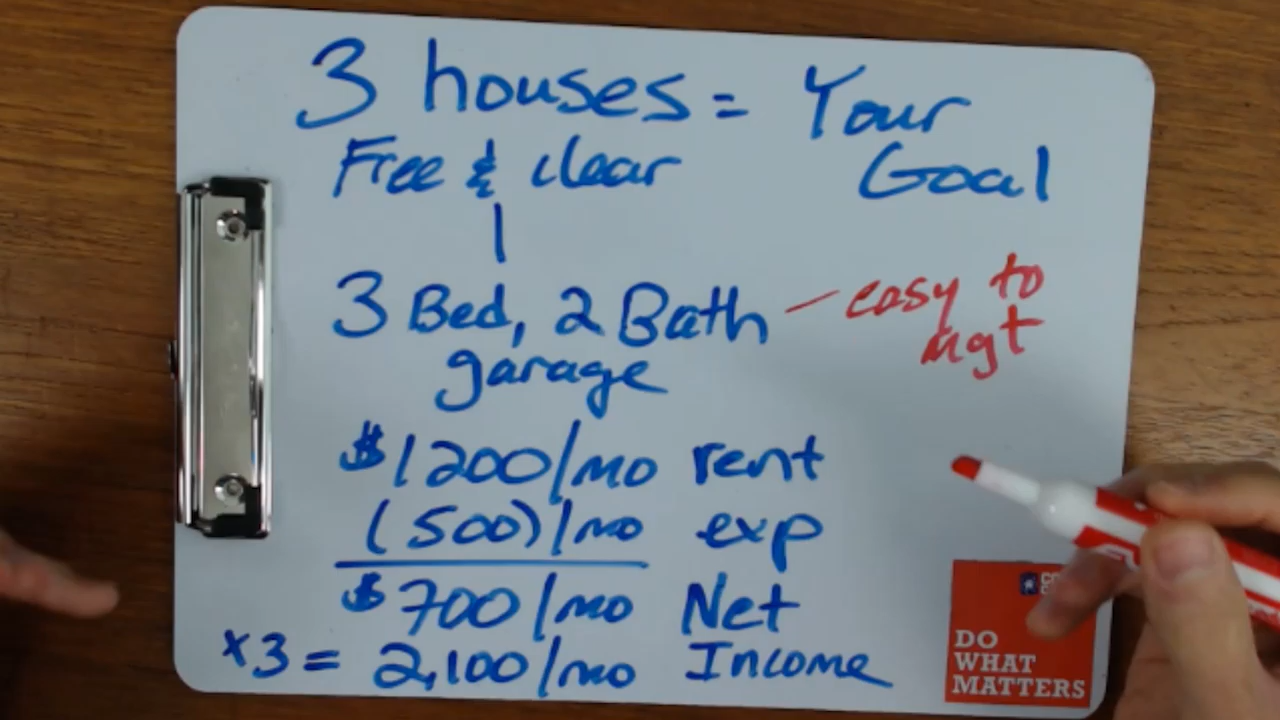 3 houses = Your
Free & clear Goal
3 Bed, 2 Bath – easy to
garage mgt
$1200/mo rent
(500)/mo exp
$700/mo Net
x3 = 2,100/mo Income
DO
WHAT
MATTERS